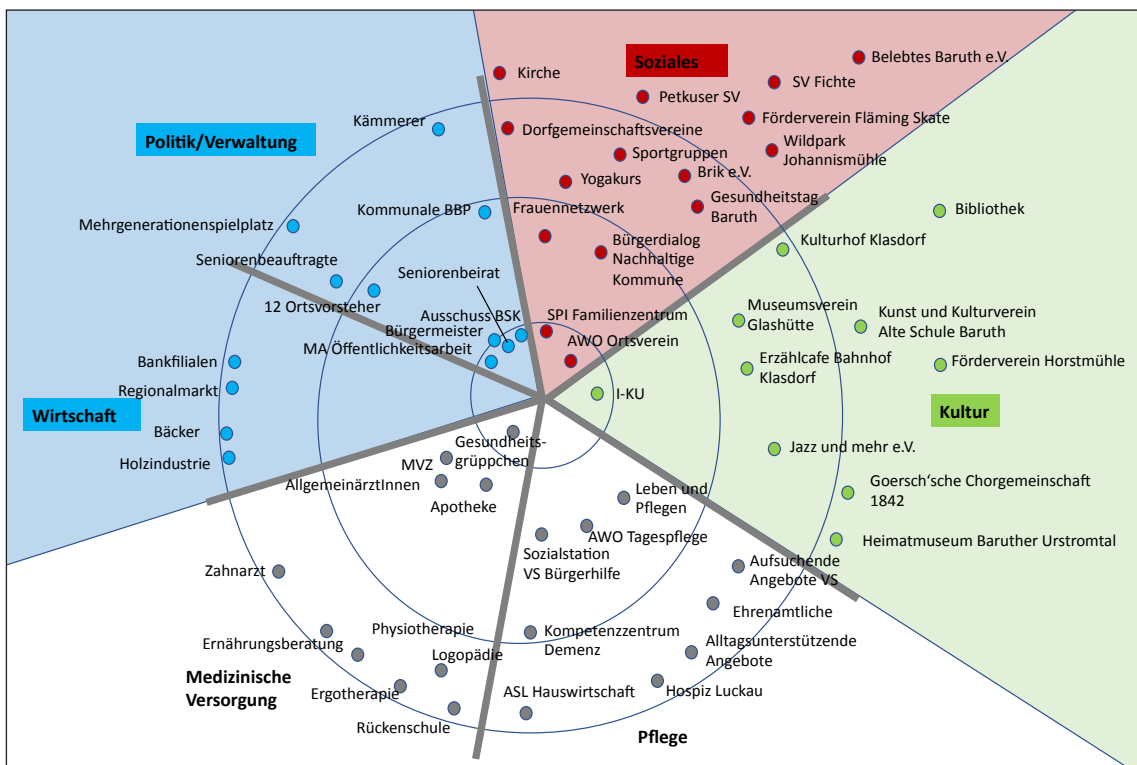 Kirche
Soziales
Belebtes Baruth e.V.
SV Fichte
Petkuser SV
Förderverein Fläming Skate
Kämmerer
Politik/Verwaltung
Dorfgemeinschaftsvereine
Wildpark
Johannismühle
Sportgruppen
Brik e.V.
Yogakurs
Gesundheitstag
Baruth
Frauennetzwerk
Kommunale BBP
Bibliothek
Mehrgenerationenspielplatz
Bürgerdialog
Nachhaltige
Kommune
Kulturhof Klasdorf
Seniorenbeauftragte
Seniorenbeirat
12 Ortsvorsteher
Museumsverein
Glashütte
Kunst und Kulturverein
Alte Schule Baruth
Ausschuss BSK
SPI Familienzentrum
Bürgermeister
MA Öffentlichkeitsarbeit
AWO Ortsverein
Bankfilialen
Erzählcafe Bahnhof
Klasdorf
Förderverein Horstmühle
Regionalmarkt
I-KU
Wirtschaft
Kultur
Bäcker
Gesundheits-
grüppchen
Jazz und mehr e.V.
Holzindustrie
MVZ
AllgemeinärztInnen
Apotheke
Leben und
Pflegen
Goersch‘sche Chorgemeinschaft
1842
AWO Tagespflege
Heimatmuseum Baruther Urstromtal
Sozialstation
VS Bürgerhilfe
Aufsuchende
Angebote VS
Zahnarzt
Ehrenamtliche
Physiotherapie
Kompetenzzentrum
Demenz
Ernährungsberatung
Logopädie
Alltagsunterstützende
Angebote
Medizinische
Versorgung
Ergotherapie
ASL Hauswirtschaft
Hospiz Luckau
Rückenschule
Pflege